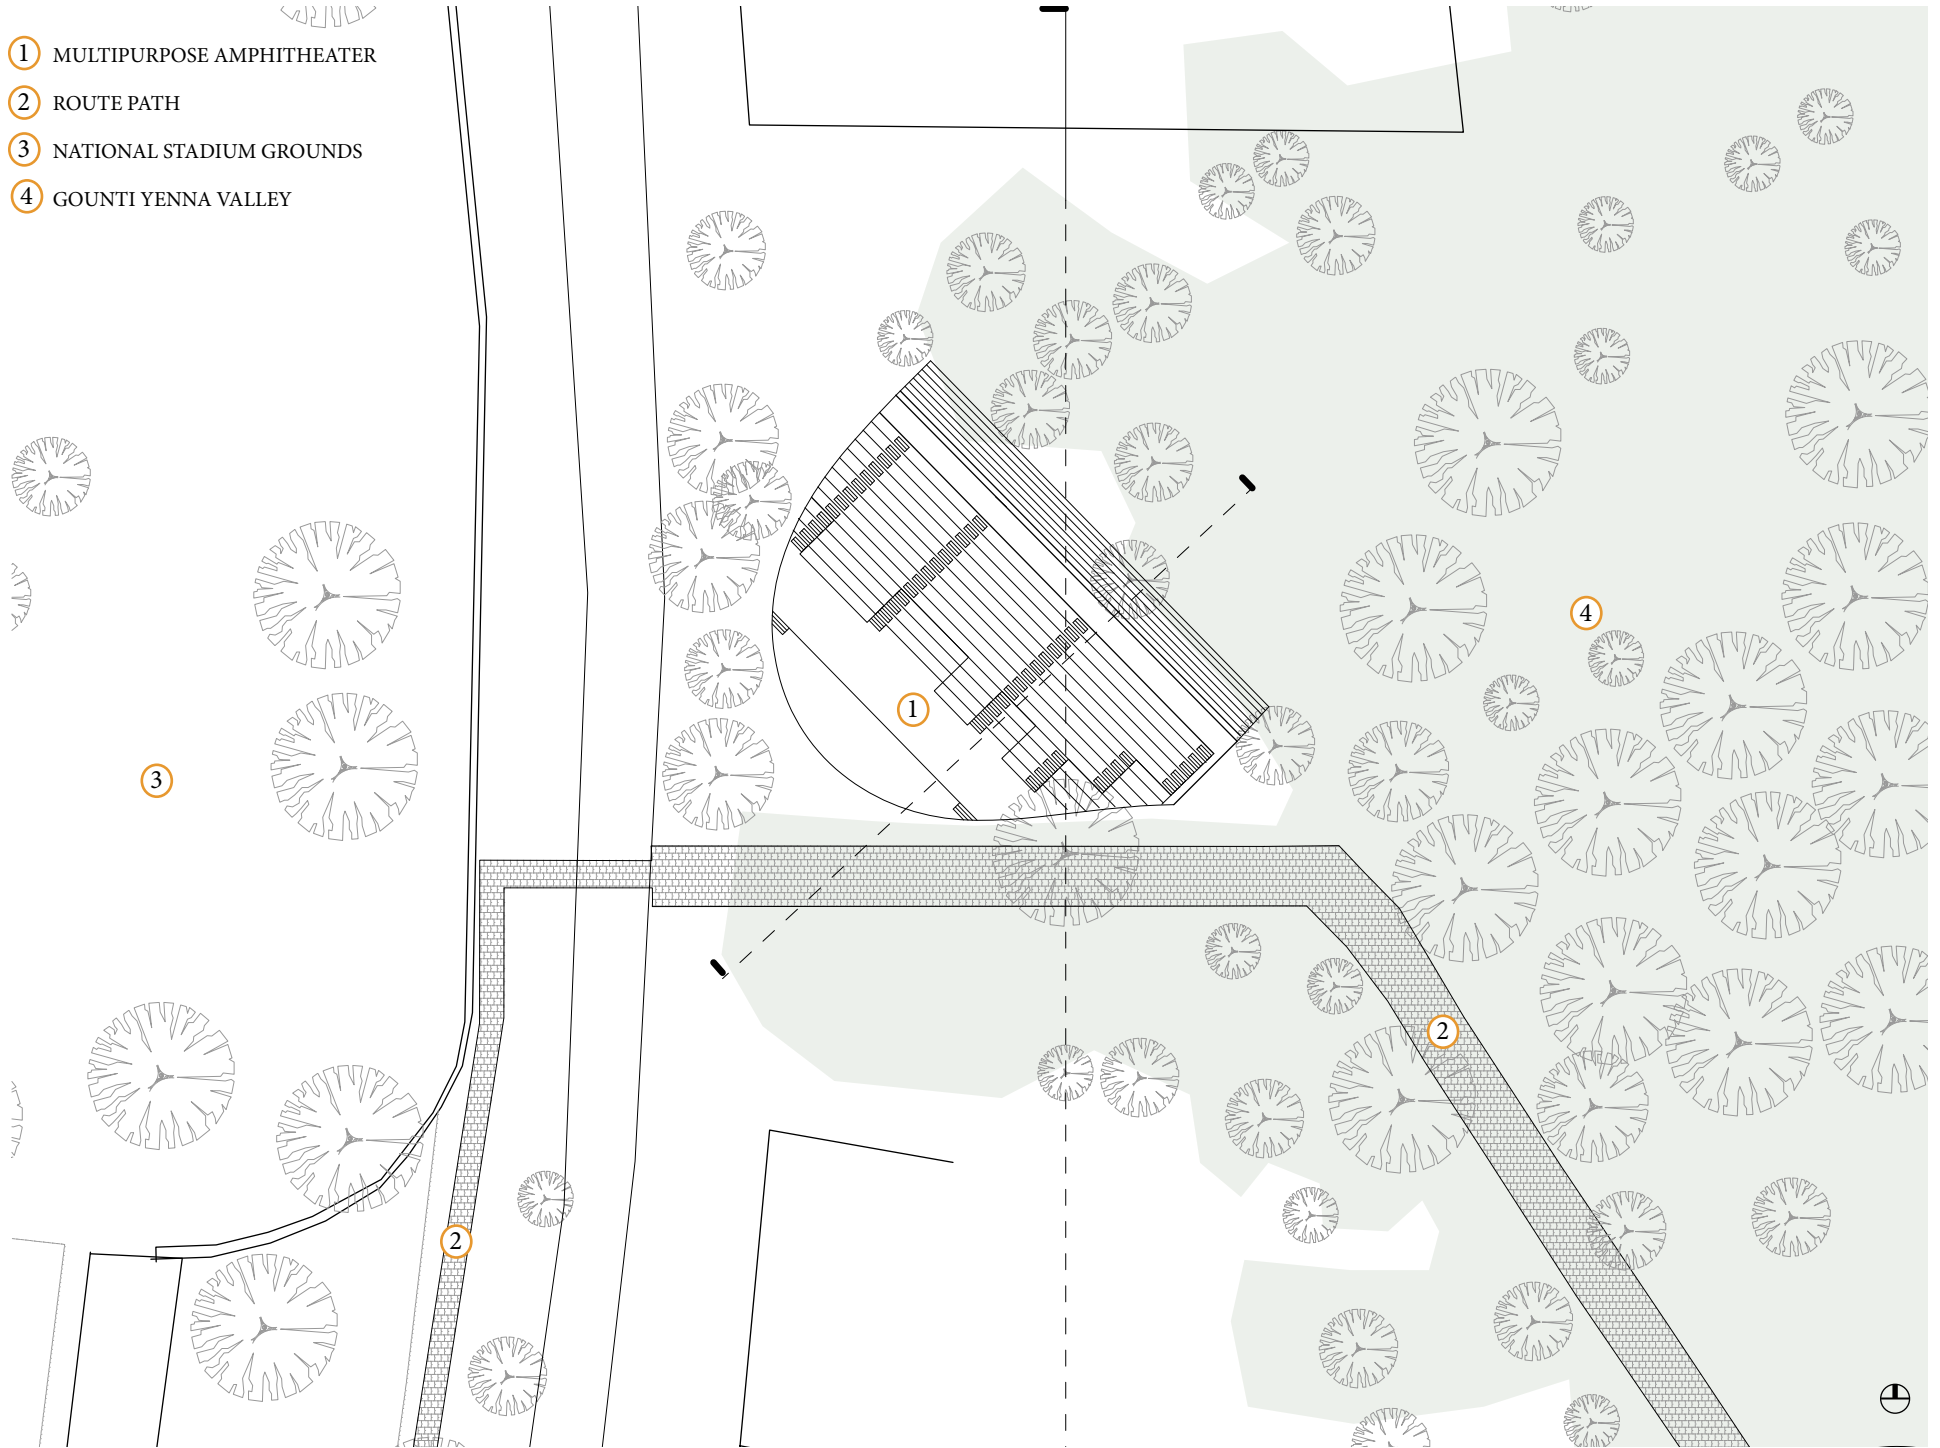 1 MULTIPURPOSE AMPHITHEATER
2 ROUTE PATH
3 NATIONAL STADIUM GROUNDS
4 GOUNTI YENNA VALLEY
4
1
3
2
2